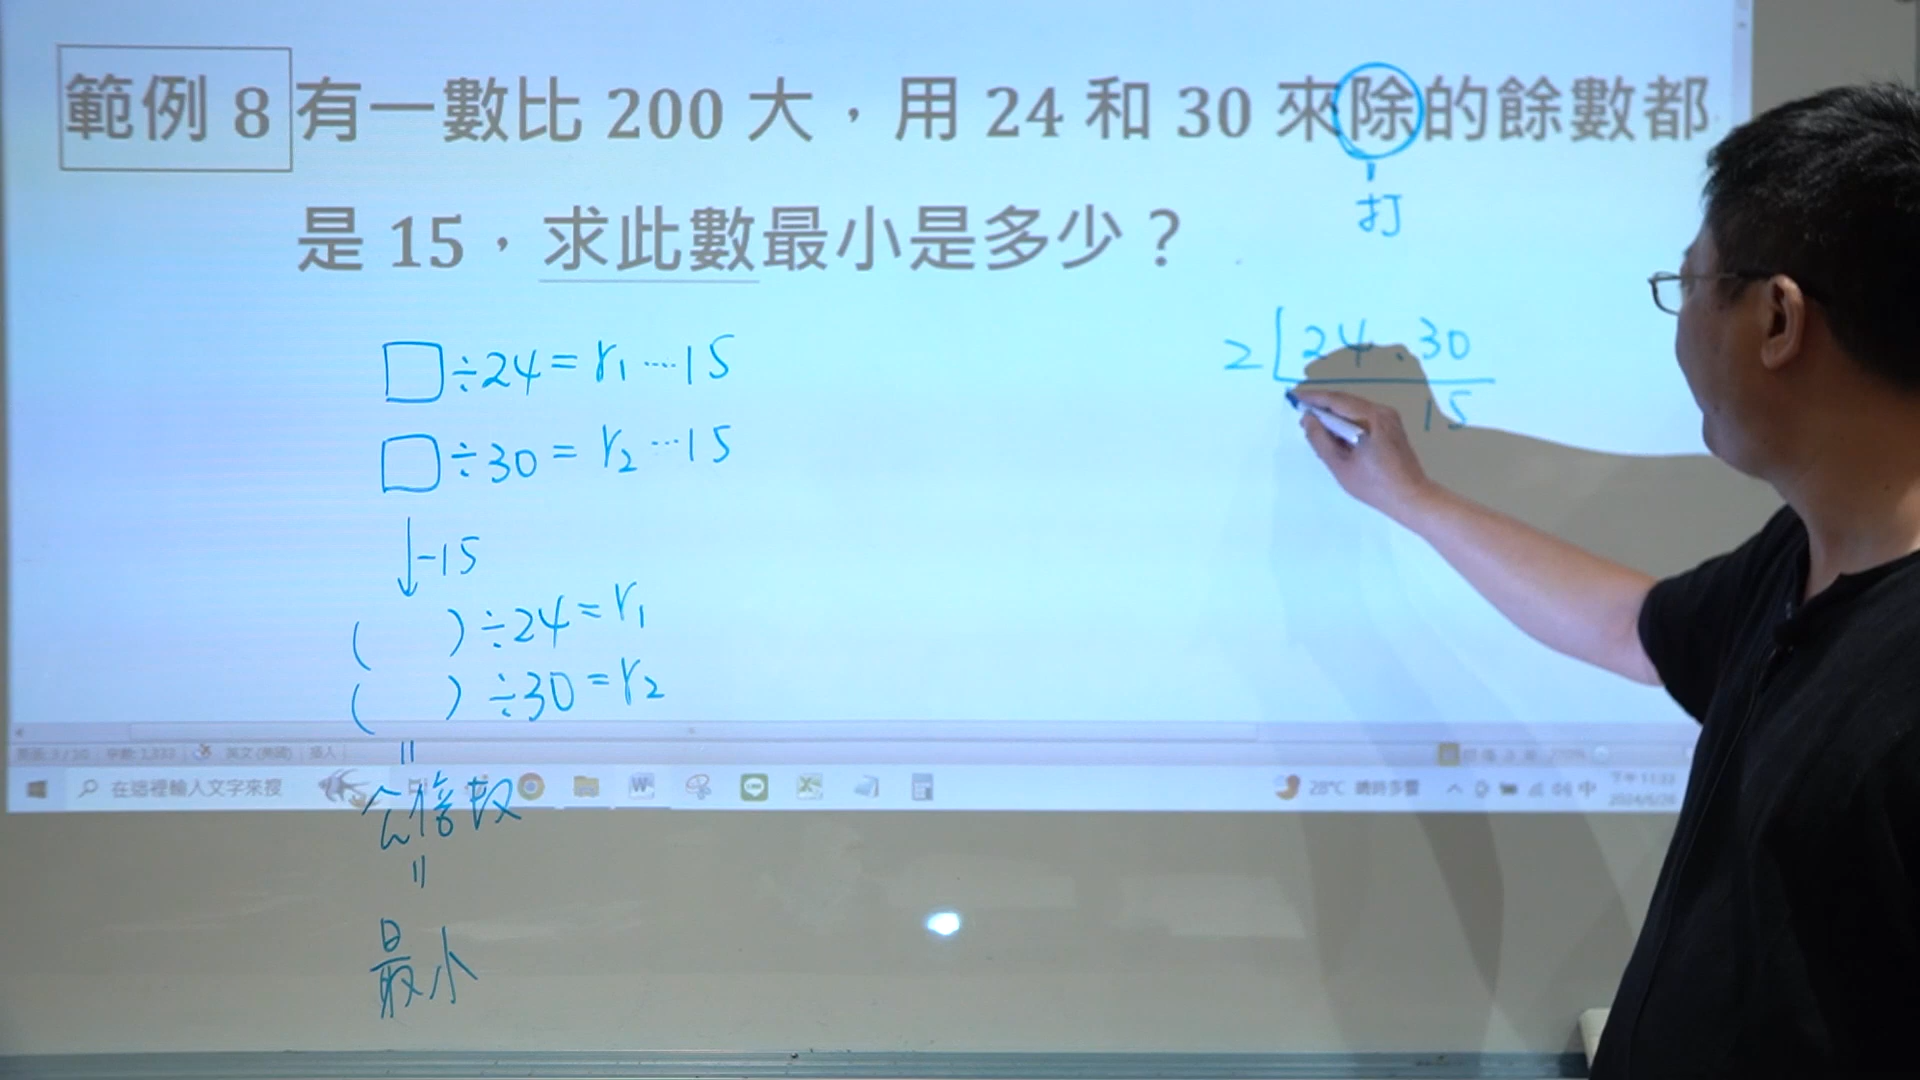 範例 8 有一數比 200 大，用 24 和 30 來除的餘數都
是 15，求此數最小是多少？
打
□÷24=r₁…15
□÷30=r₂…15
-15
( )÷24=r₁
( )÷30=r₂
=
公倍数
=
最小
2 24.30
15
在這裡輸入文字來搜
28°C